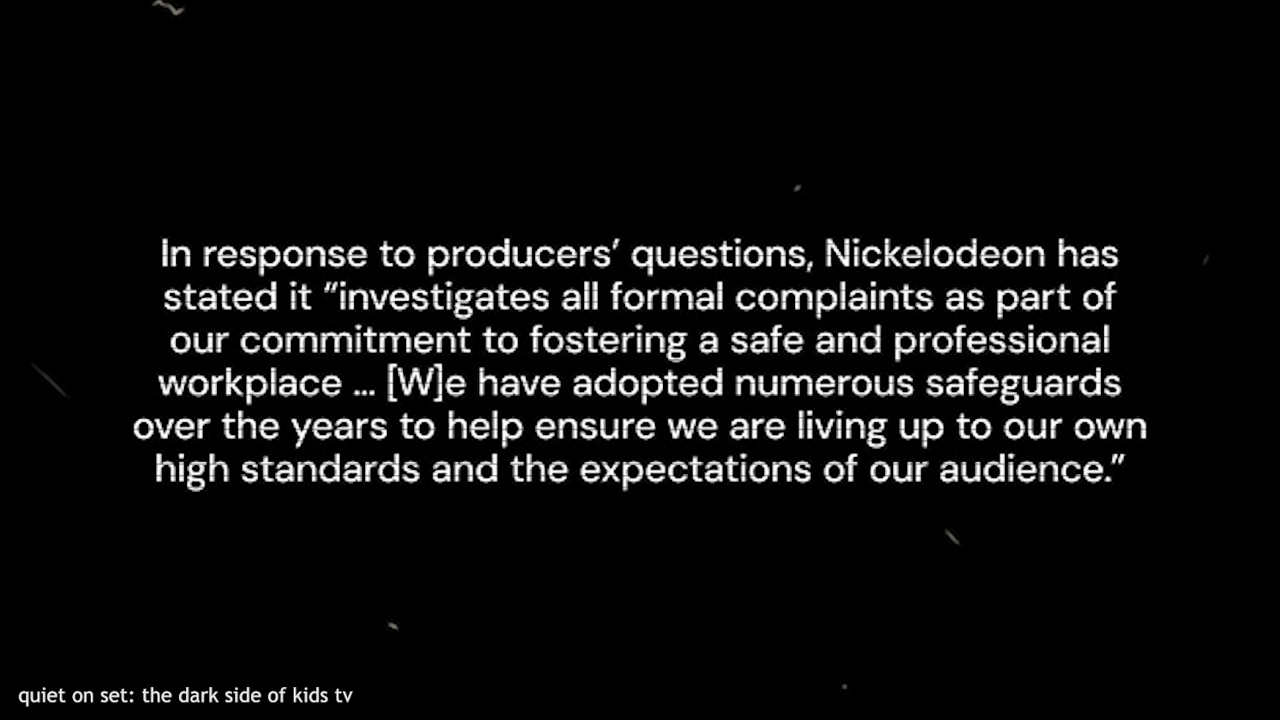 In response to producers’ questions, Nickelodeon has
stated it “investigates all formal complaints as part of
our commitment to fostering a safe and professional
workplace ... [W]e have adopted numerous safeguards
over the years to help ensure we are living up to our own
high standards and the expectations of our audience.”
quiet on set: the dark side of kids tv